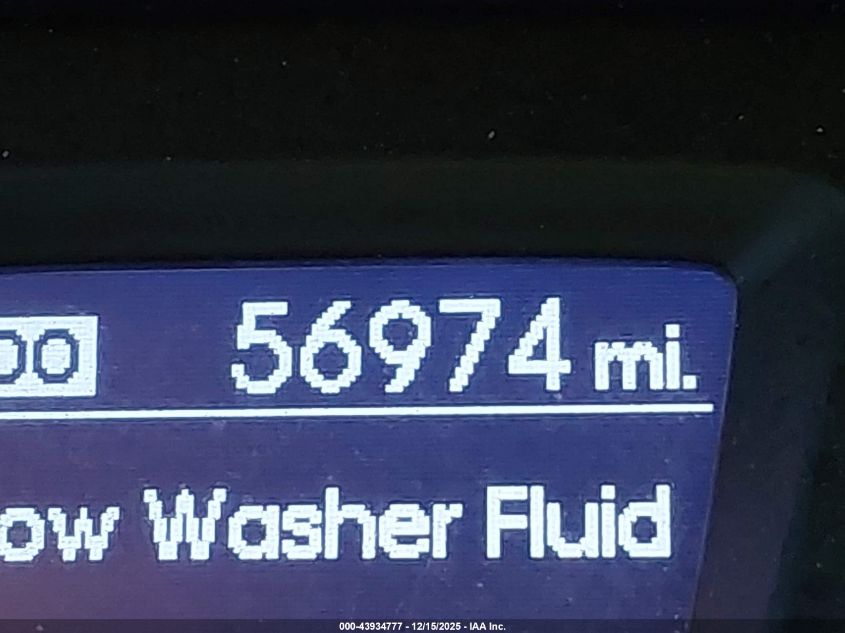 56974 mi.
ow Washer Fluid
000-43934777 - 12/15/2025 - IAA Inc.